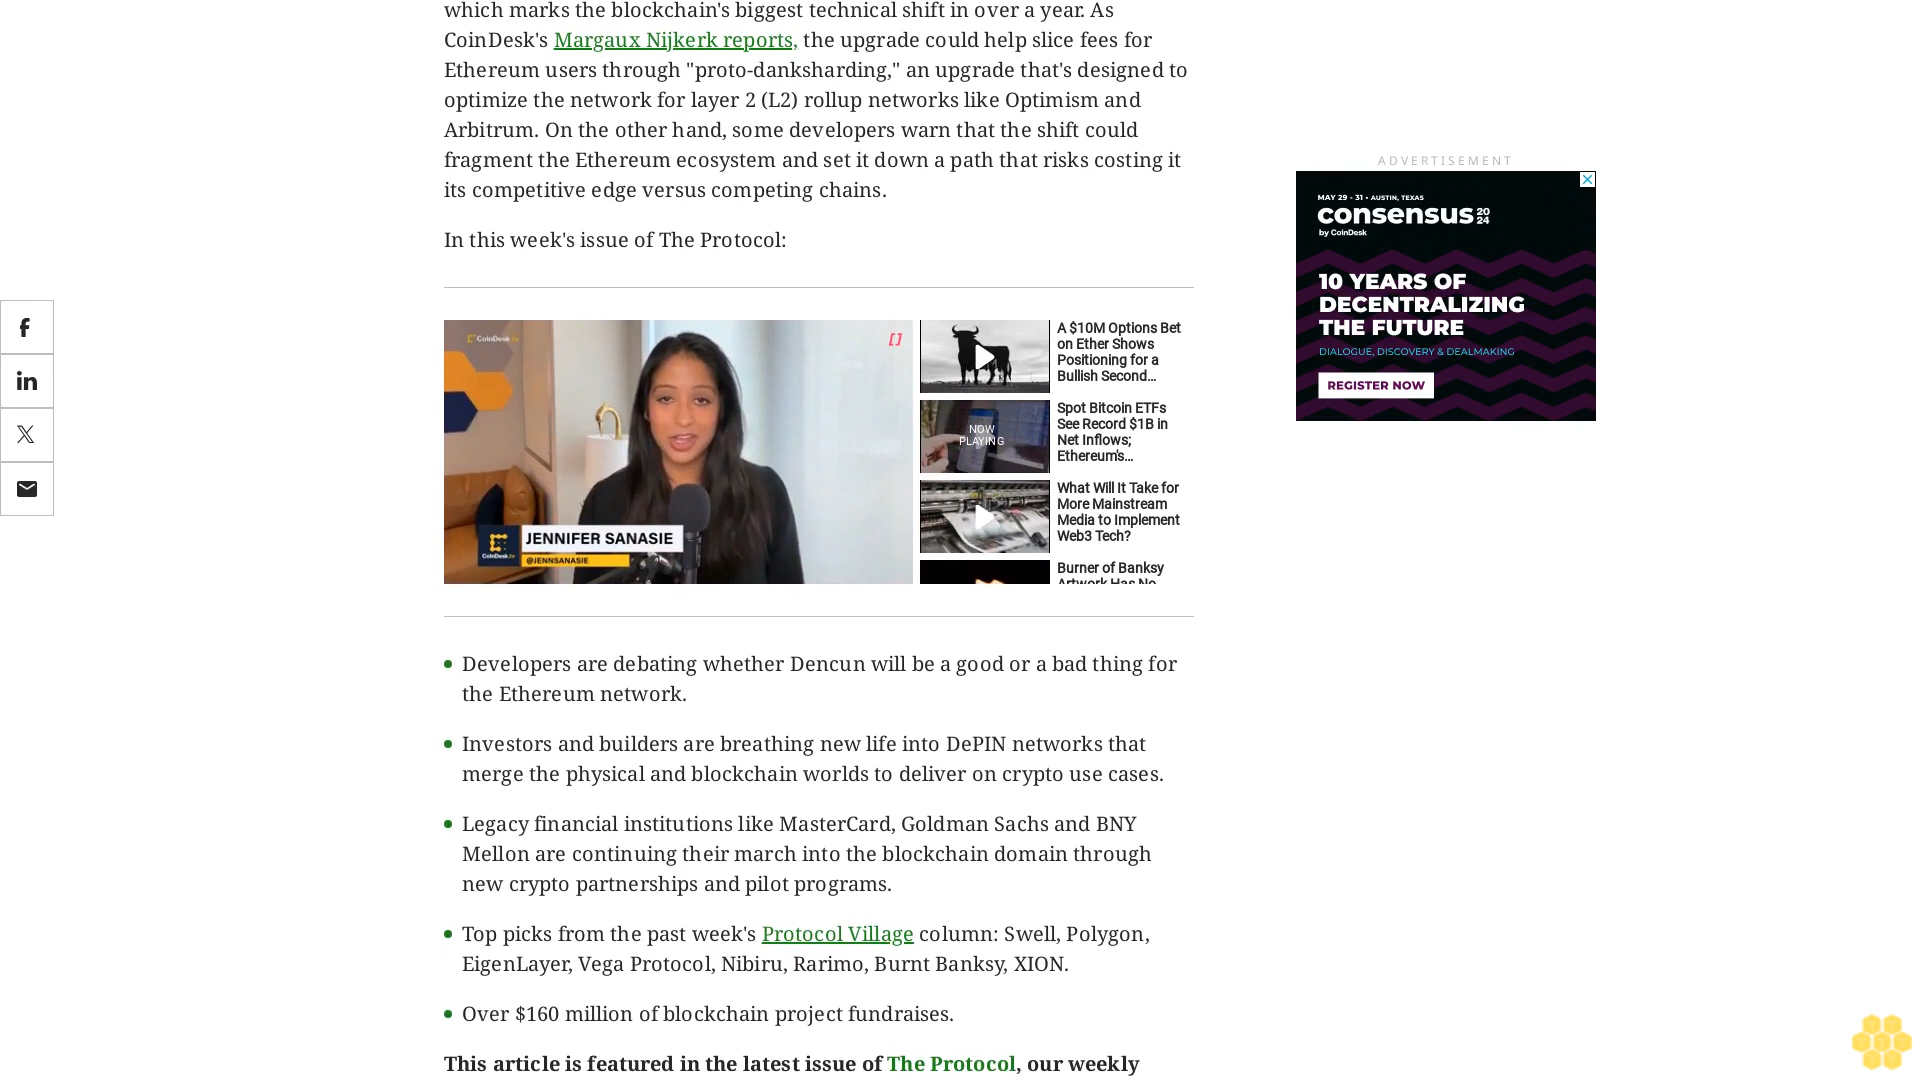 which marks the blockchain's biggest technical shift in over a year. As
CoinDesk's Margaux Nijkerk reports, the upgrade could help slice fees for
Ethereum users through "proto-danksharding," an upgrade that's designed to
optimize the network for layer 2 (L2) rollup networks like Optimism and
Arbitrum. On the other hand, some developers warn that the shift could
fragment the Ethereum ecosystem and set it down a path that risks costing it
its competitive edge versus competing chains.
In this week's issue of The Protocol:
CoinDesk tv
[]
JENNIFER SANASIE
CoinDesk tv
@JENNSANASIE
A $10M Options Bet
on Ether Shows
Positioning for a
Bullish Second...
NOW
PLAYING
Spot Bitcoin ETFs
See Record $1B in
Net Inflows;
Ethereum's...
What Will It Take for
More Mainstream
Media to Implement
Web3 Tech?
Burner of Banksy
Artwork Has No
Developers are debating whether Dencun will be a good or a bad thing for
the Ethereum network.
Investors and builders are breathing new life into DePIN networks that
merge the physical and blockchain worlds to deliver on crypto use cases.
Legacy financial institutions like MasterCard, Goldman Sachs and BNY
Mellon are continuing their march into the blockchain domain through
new crypto partnerships and pilot programs.
Top picks from the past week's Protocol Village column: Swell, Polygon,
EigenLayer, Vega Protocol, Nibiru, Rarimo, Burnt Banksy, XION.
Over $160 million of blockchain project fundraises.
This article is featured in the latest issue of The Protocol, our weekly
ADVERTISEMENT
MAY 29 - 31 • AUSTIN, TEXAS
consensus 2024
by CoinDesk
10 YEARS OF
DECENTRALIZING
THE FUTURE
DIALOGUE, DISCOVERY & DEALMAKING
REGISTER NOW